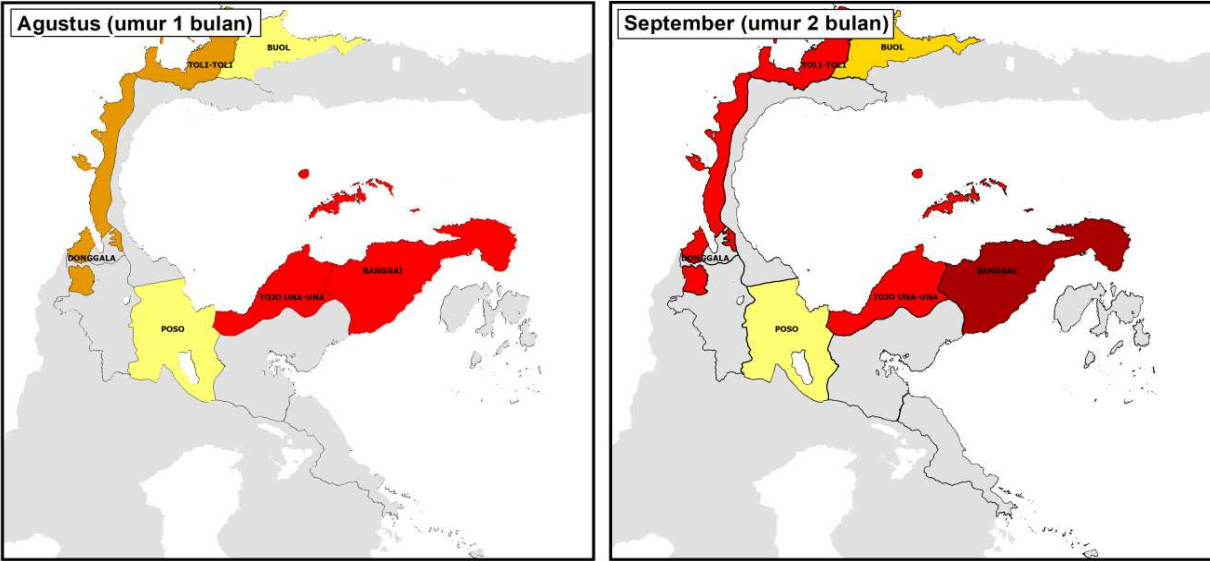 Agustus (umur 1 bulan)
BUOL
TOLI-TOLI
DONGGALA
BANGGAI
TOJO UNA-UNA
POSO
September (umur 2 bulan)
BUOL
TOLI-TOLI
DONGGALA
BANGGAI
TOJO UNA-UNA
POSO